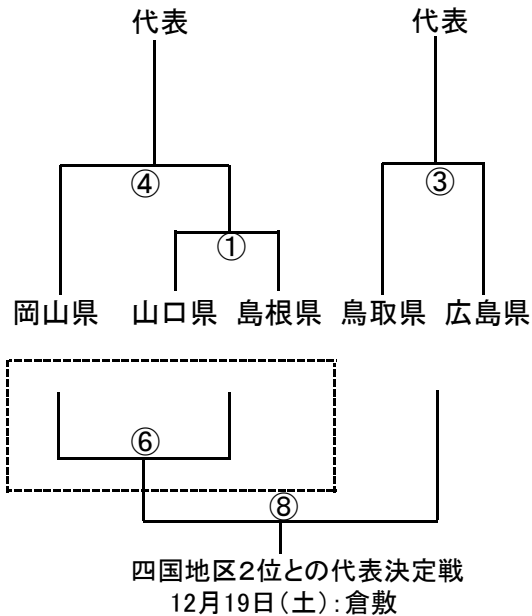 代表 代表
④ ③
①
岡山県 山口県 島根県 鳥取県 広島県
⑥
⑧
四国地区2位との代表決定戦
12月19日(土):倉敷